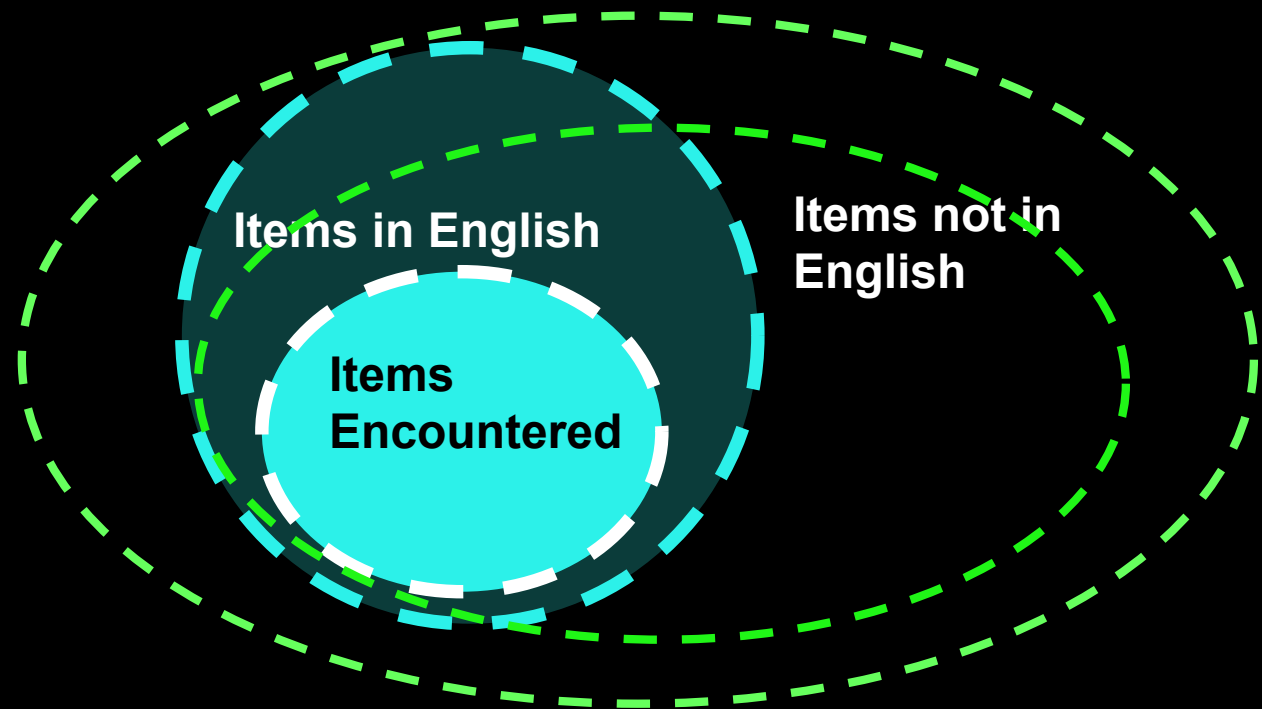 Items in English
Items not in
English
Items
Encountered